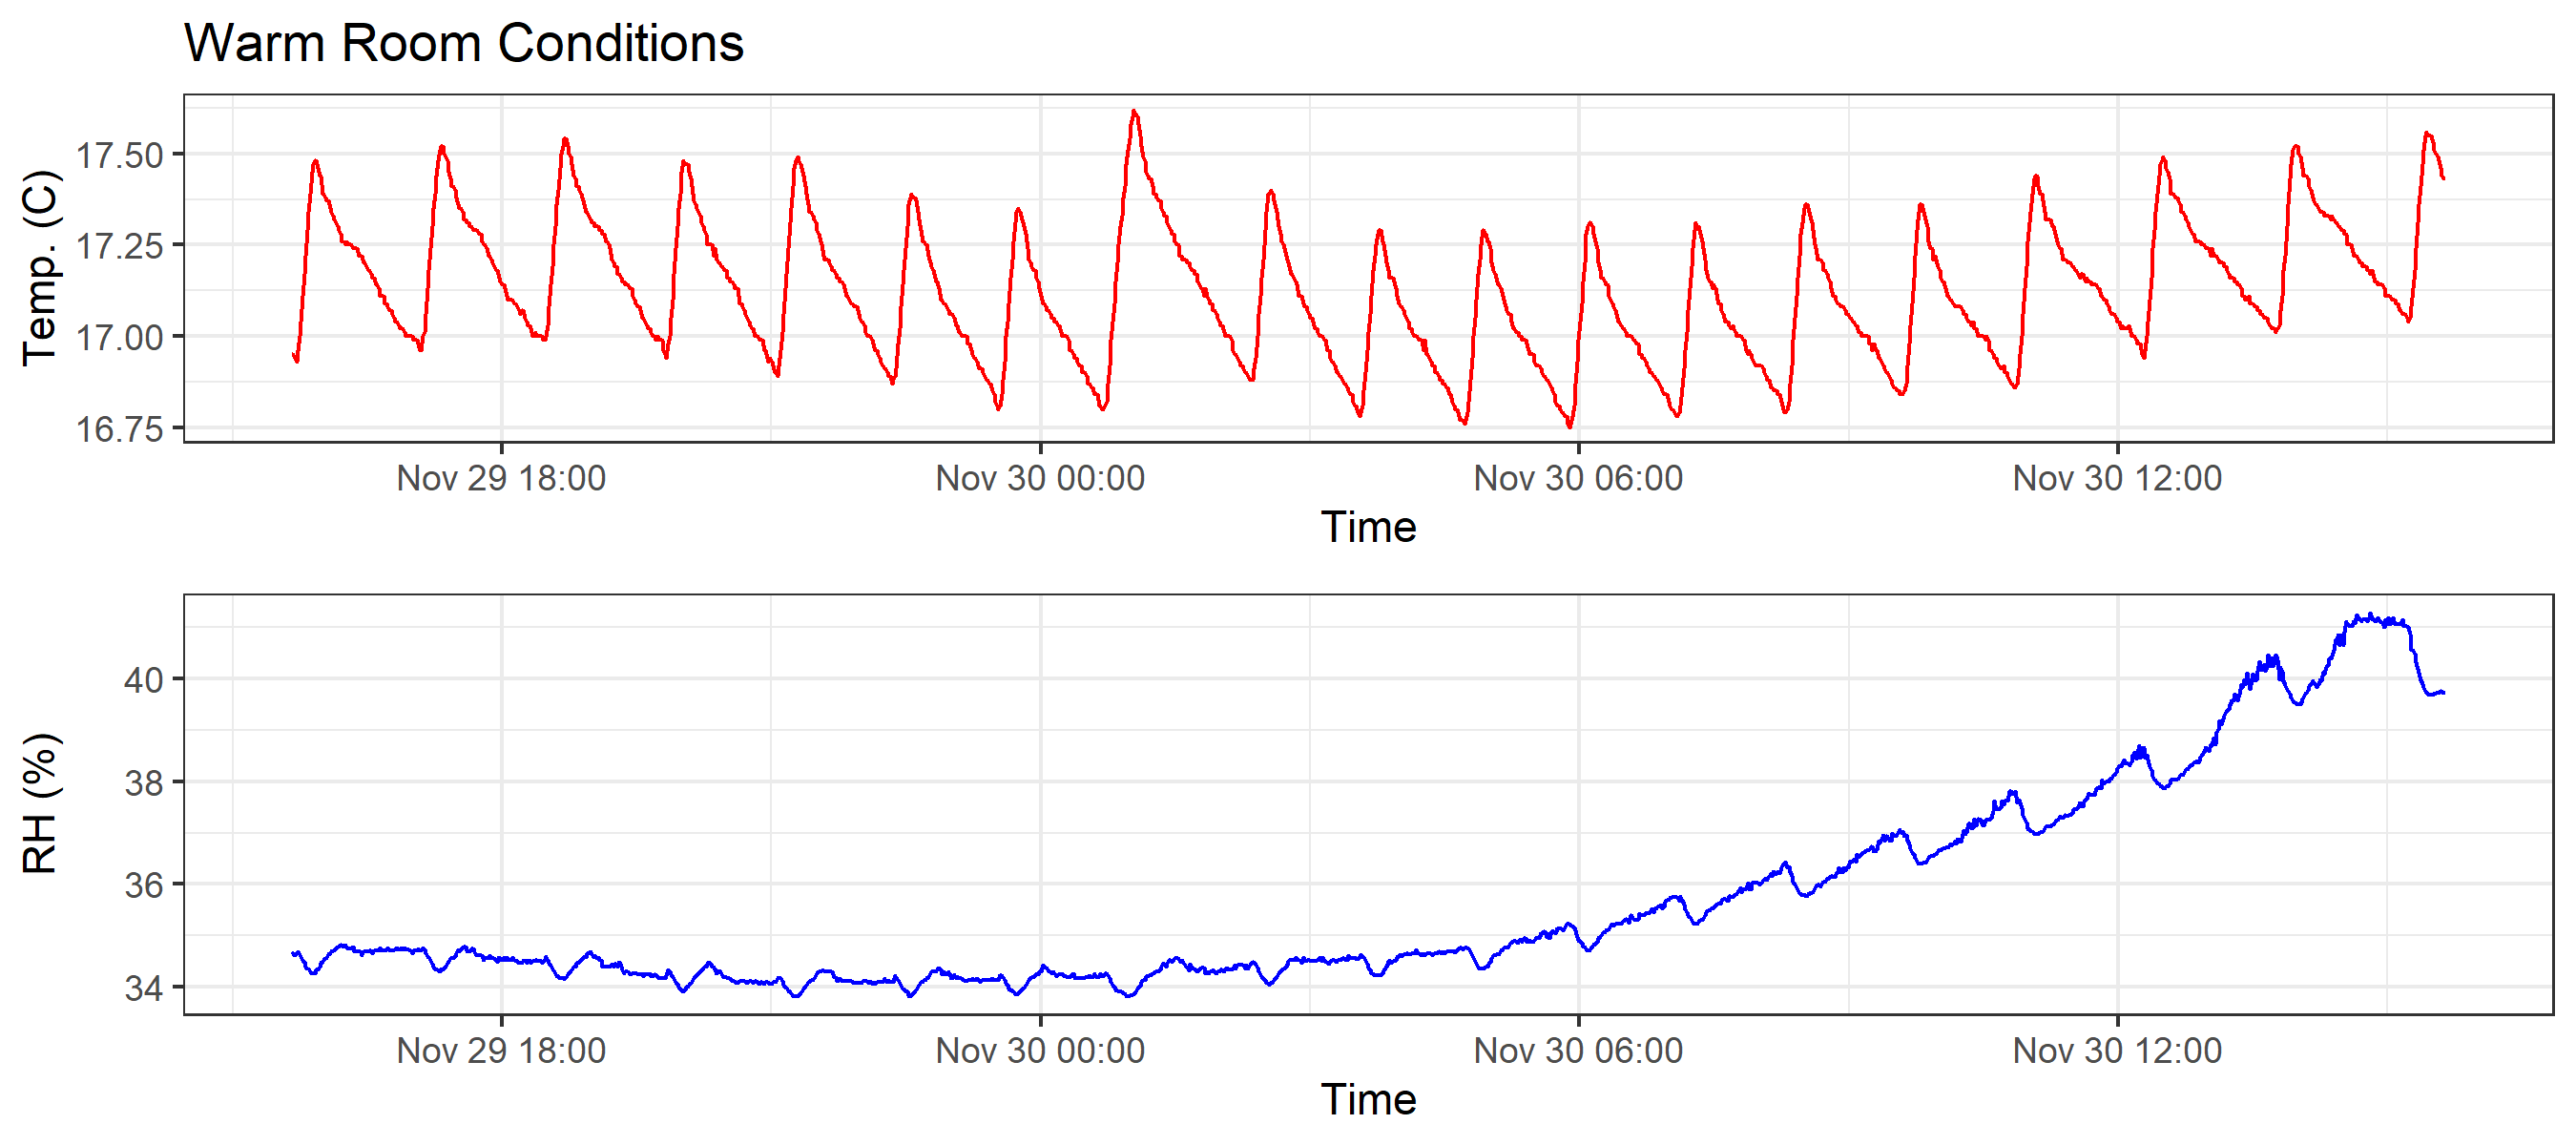 Warm Room Conditions
Temp. (C)
17.50
17.25
17.00
16.75
Nov 29 18:00 Nov 30 00:00 Nov 30 06:00 Nov 30 12:00
Time
RH (%)
40
38
36
34
Nov 29 18:00 Nov 30 00:00 Nov 30 06:00 Nov 30 12:00
Time